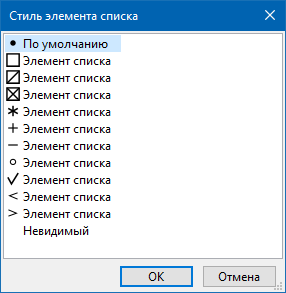 Стиль элемента списка
• По умолчанию
☐ Элемент списка
⍁ Элемент списка
☒ Элемент списка
* Элемент списка
+ Элемент списка
− Элемент списка
○ Элемент списка
✓ Элемент списка
< Элемент списка
> Элемент списка
Невидимый
OK Отмена